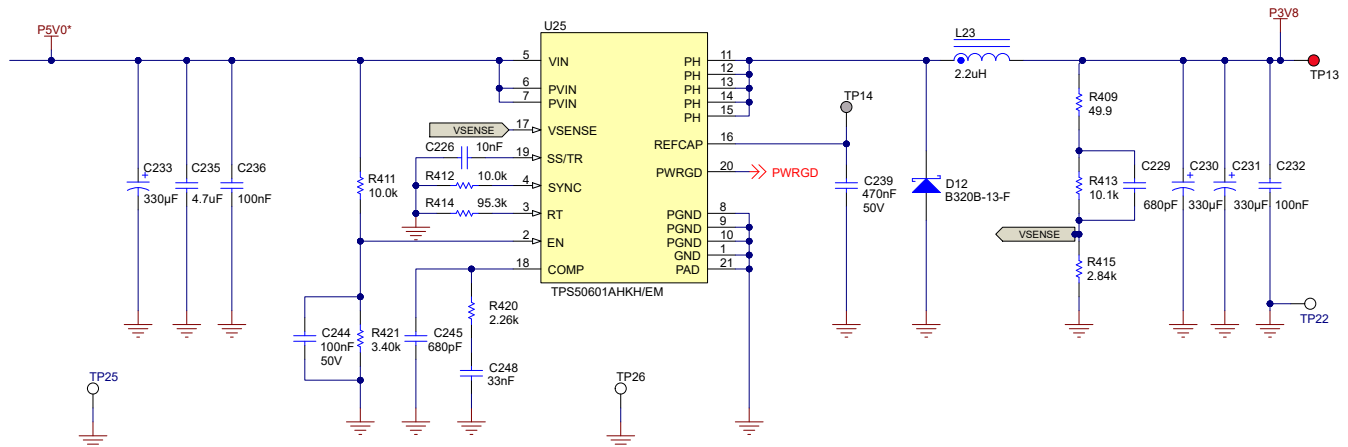 P5V0*
P3V8
U25
L23
2.2uH
TP13
5
VIN
6
PVIN
7
PVIN
17
VSENSE
VSENSE
C226
10nF
19
SS/TR
R412
10.0k
4
SYNC
R414
95.3k
3
RT
2
EN
18
COMP
11
PH
12
PH
13
PH
14
PH
15
PH
16
REFCAP
20
PWRGD
PWRGD
8
PGND
9
PGND
10
PGND
1
GND
21
PAD
TPS50601AHKH/EM
TP14
C233
+
330µF
C235
4.7uF
C236
100nF
R411
10.0k
C239
470nF
50V
D12
B320B-13-F
R409
49.9
R413
10.1k
C229
680pF
C230
+
330µF
C231
+
330µF
C232
100nF
VSENSE
R415
2.84k
TP22
C244
100nF
50V
R421
3.40k
C245
680pF
R420
2.26k
C248
33nF
TP25
TP26